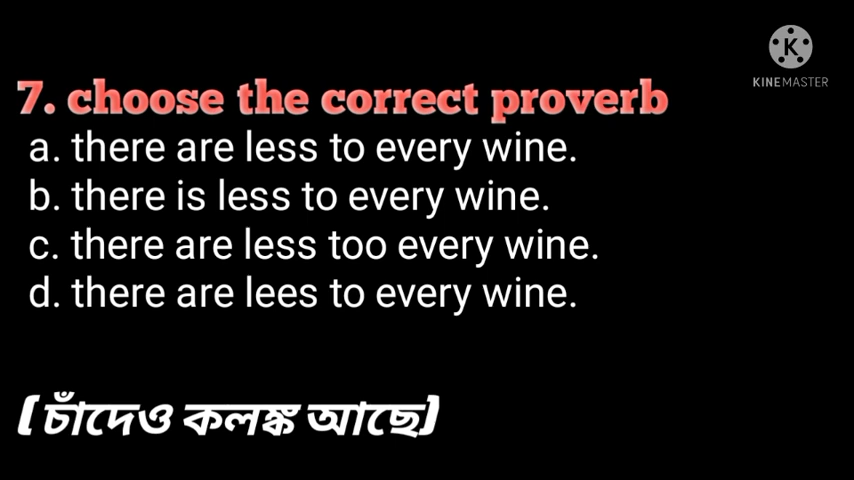 K
KINEMASTER
7. choose the correct proverb
a. there are less to every wine.
b. there is less to every wine.
c. there are less too every wine.
d. there are lees to every wine.
(চাঁদেও কলঙ্ক আছে)